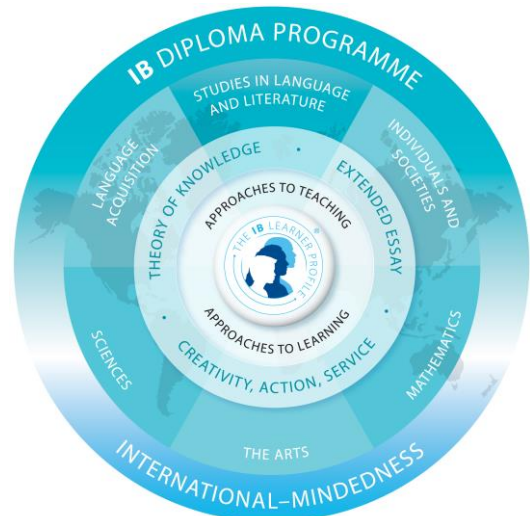 IB DIPLOMA PROGRAMME
STUDIES IN LANGUAGE
AND LITERATURE
LANGUAGE
ACQUISITION
INDIVIDUALS AND
SOCIETIES
THEORY OF KNOWLEDGE
EXTENDED ESSAY
APPROACHES TO TEACHING
THE IB LEARNER PROFILE
®
APPROACHES TO LEARNING
CREATIVITY, ACTION, SERVICE
SCIENCES
MATHEMATICS
THE ARTS
INTERNATIONAL–MINDEDNESS